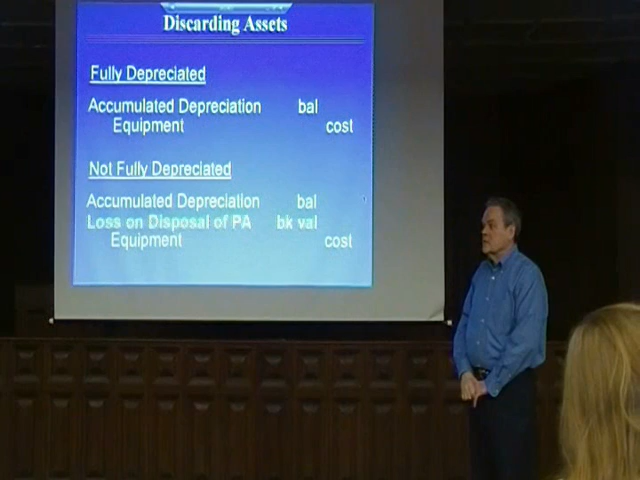 Discarding Assets
Fully Depreciated
Accumulated Depreciation bal
Equipment cost
Not Fully Depreciated
Accumulated Depreciation bal
Loss on Disposal of PA bk val
Equipment cost